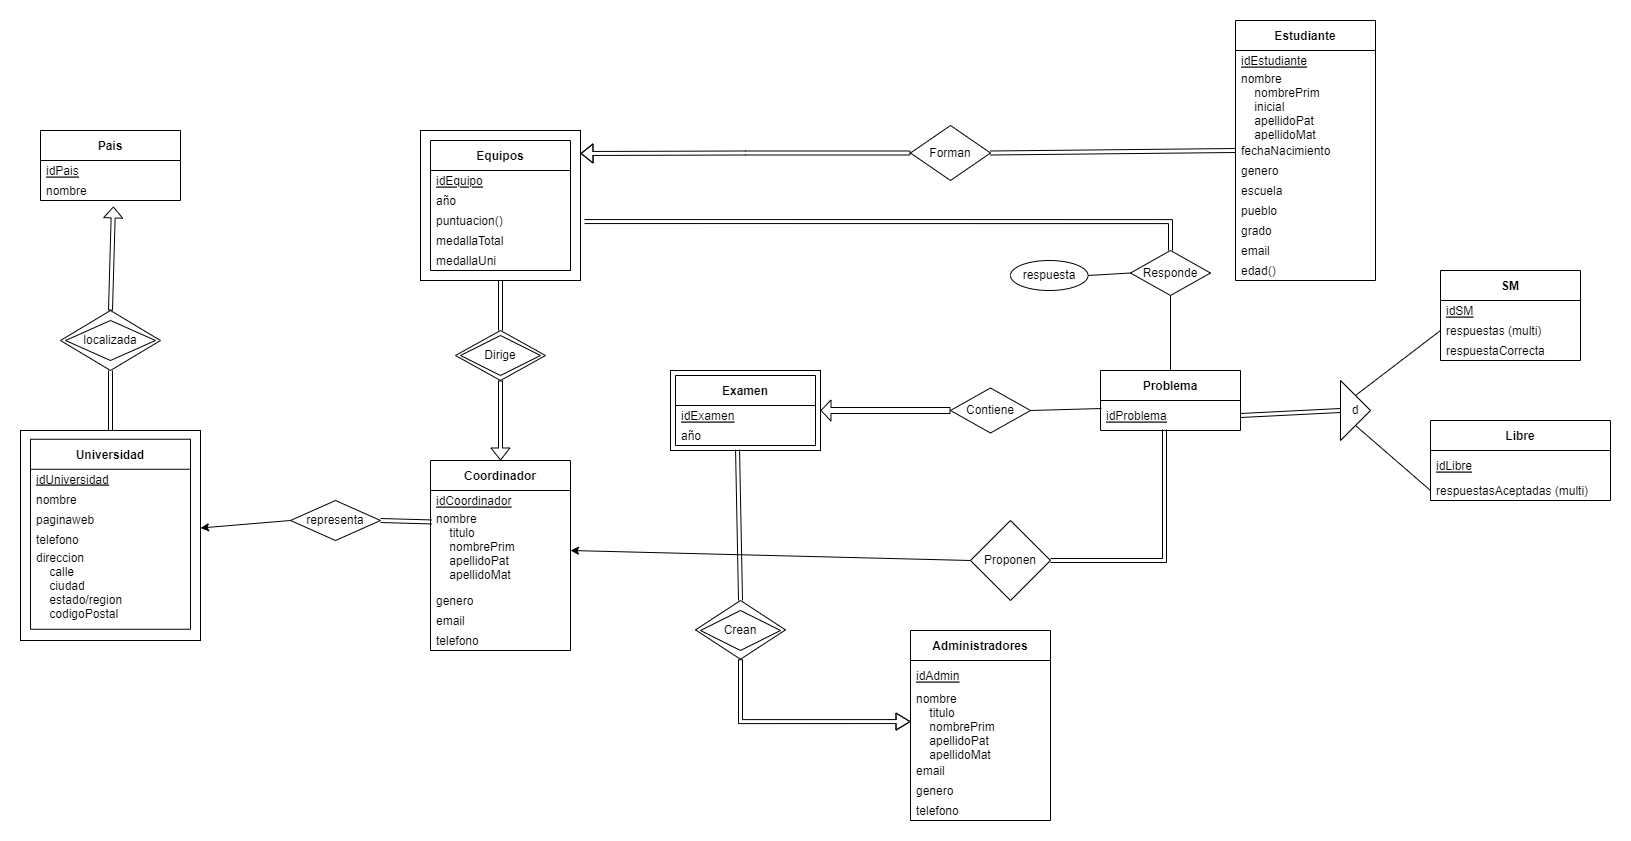 Estudiante
idEstudiante
nombre
nombrePrim
inicial
apellidoPat
apellidoMat
fechaNacimiento
genero
escuela
pueblo
grado
email
edad()
Pais
idPais
nombre
Equipos
idEquipo
año
puntuacion()
medallaTotal
medallaUni
Forman
respuesta
Responde
SM
idSM
respuestas (multi)
respuestaCorrecta
localizada
Dirige
Examen
idExamen
año
Contiene
Problema
idProblema
d
Libre
idLibre
respuestasAceptadas (multi)
Universidad
idUniversidad
nombre
paginaweb
telefono
direccion
calle
ciudad
estado/region
codigoPostal
representa
Coordinador
idCoordinador
nombre
titulo
nombrePrim
apellidoPat
apellidoMat
genero
email
telefono
Proponen
Crean
Administradores
idAdmin
nombre
titulo
nombrePrim
apellidoPat
apellidoMat
email
genero
telefono